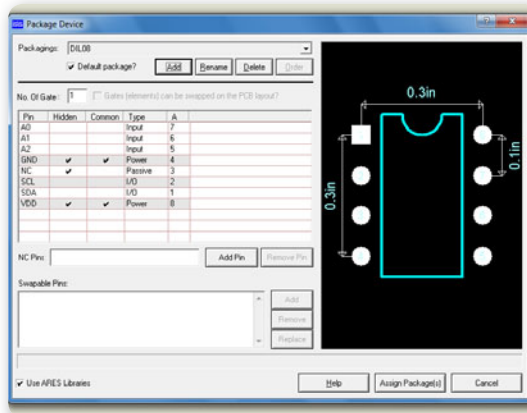 Package Device
Packagings: DIL08
Default package? Add Rename Delete Order
No. Of Gate: 1 Gates (elements) can be swapped on the PCB layout?
Pin Hidden Common Type A
A0 Input 7
A1 Input 6
A2 Input 5
GND ✔ ✔ Power 4
NC ✔ Passive 3
SCL I/O 2
SDA I/O 1
VDD ✔ ✔ Power 8
NC Pins: Add Pin Remove Pin
Swapable Pins:
Add
Remove
Replace
Use ARES Libraries
Help Assign Package(s) Cancel
0.3in
0.3in
0.1in